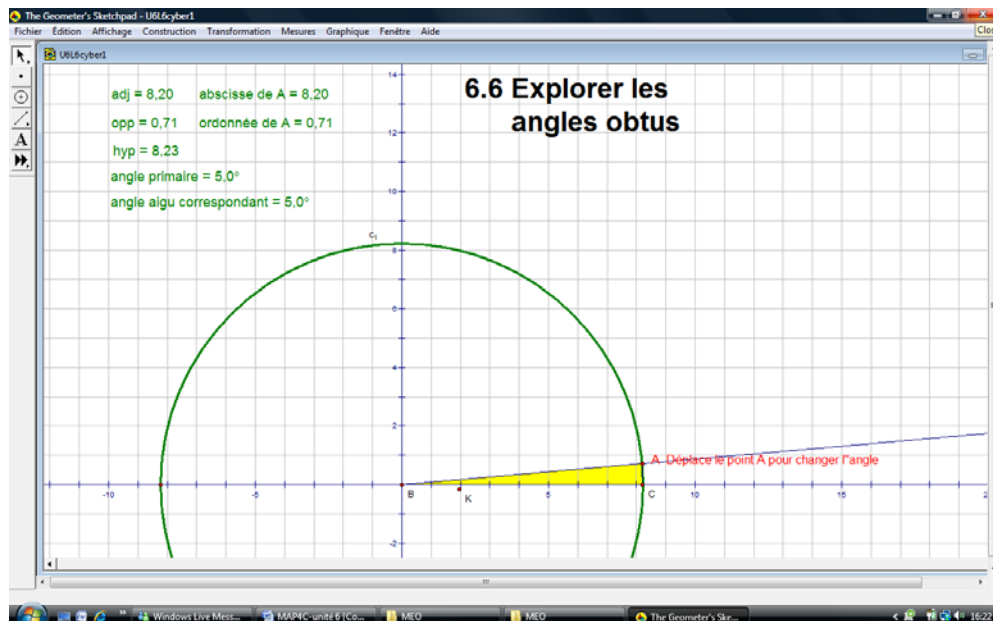 The Geometer's Sketchpad - U6L6cyber1
Fichier Édition Affichage Construction Transformation Mesures Graphique Fenêtre Aide
Clos
U6L6cyber1
6.6 Explorer les
angles obtus
adj = 8,20 abscisse de A = 8,20
opp = 0,71 ordonnée de A = 0,71
hyp = 8,23
angle primaire = 5,0°
angle aigu correspondant = 5,0°
A
14
12
10
c1
8
6
4
2
A Déplace le point A pour changer l"angle
B
K
C
-10
-5
5
10
15
2
-2
Windows Live Mess...
MAP4C-unité 6 [Co...
MEO
MEO
The Geometer's Ske...
16:22